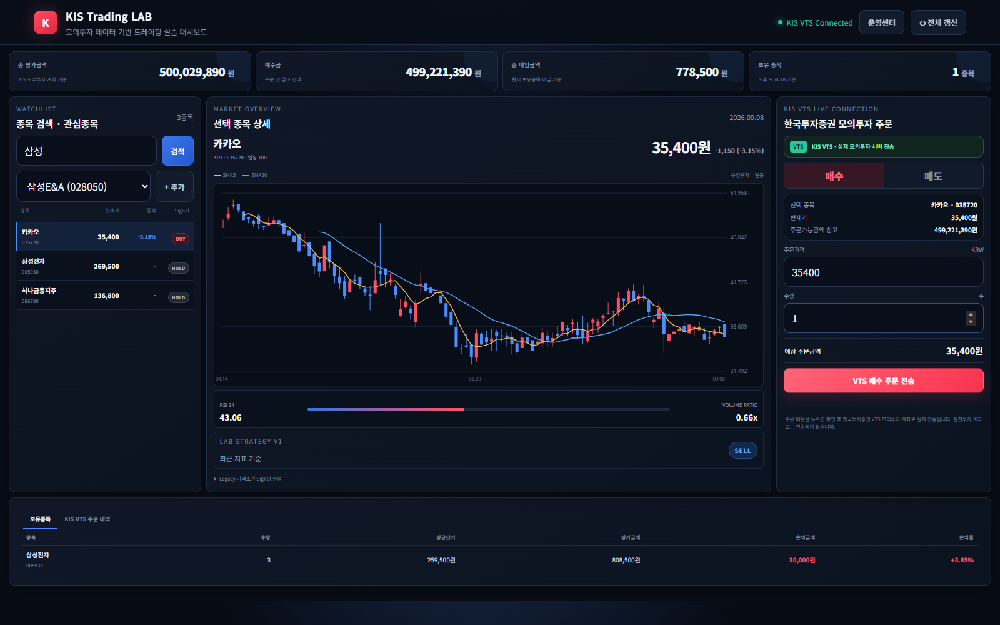 K
KIS Trading LAB
모의투자 데이터 기반 트레이딩 실습 대시보드
KIS VTS Connected
운영센터
↻ 전체 갱신
총 평가금액
KIS 모의투자 계좌 기준
500,029,890 원
예수금
주문 전 참고 잔액
499,221,390 원
총 매입금액
현재 보유종목 매입 기준
778,500 원
보유 종목
오후 9:54:18 기준
1 종목
WATCHLIST
종목 검색 · 관심종목
3종목
삼성
검색
삼성E&A (028050)
+ 추가
종목 현재가 등락 Signal
카카오
035720
35,400 -3.15% BUY
삼성전자
005930
269,500 - HOLD
하나금융지주
086790
136,800 - HOLD
MARKET OVERVIEW
선택 종목 상세
2026.09.08
카카오
KRX · 035720 · 일봉 100
35,400원 -1,150 (-3.15%)
SMA5 SMA20
수정주가 · 일봉
51,958
46,842
41,725
36,609
31,492
04.14 06.29 09.08
RSI 14
43.06
VOLUME RATIO
0.66x
LAB STRATEGY V1
최근 지표 기준
SELL
▶ Legacy 가격조건 Signal 설정
KIS VTS LIVE CONNECTION
한국투자증권 모의투자 주문
VTS KIS VTS · 실제 모의투자 서버 전송
매수 매도
선택 종목 카카오 · 035720
현재가 35,400원
주문가능금액 참고 499,221,390원
주문가격 KRW
35400
수량 주
1
예상 주문금액 35,400원
VTS 매수 주문 전송
주문 버튼을 누르면 확인 후 한국투자증권 VTS 모의투자 계좌로 실제 전송됩니다. 실전투자 계좌
로는 전송되지 않습니다.
보유종목 KIS VTS 주문 내역
종목 수량 평균단가 평가금액 손익금액 손익률
삼성전자
005930
3 259,500원 808,500원 30,000원 +3.85%